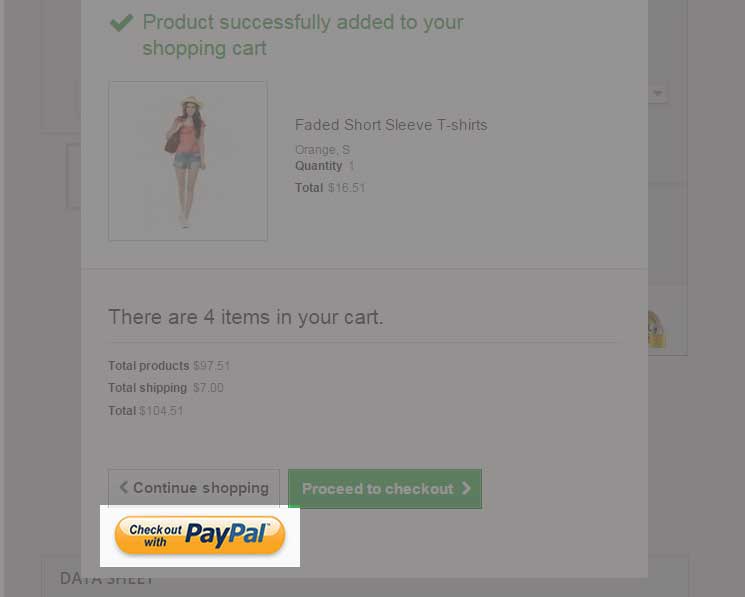 Product successfully added to your
shopping cart
Faded Short Sleeve T-shirts
Orange, S
Quantity 1
Total $16.51
There are 4 items in your cart.
Total products $97.51
Total shipping $7.00
Total $104.51
Continue shopping
Proceed to checkout
Check out
with PayPal™
DATA SHEET